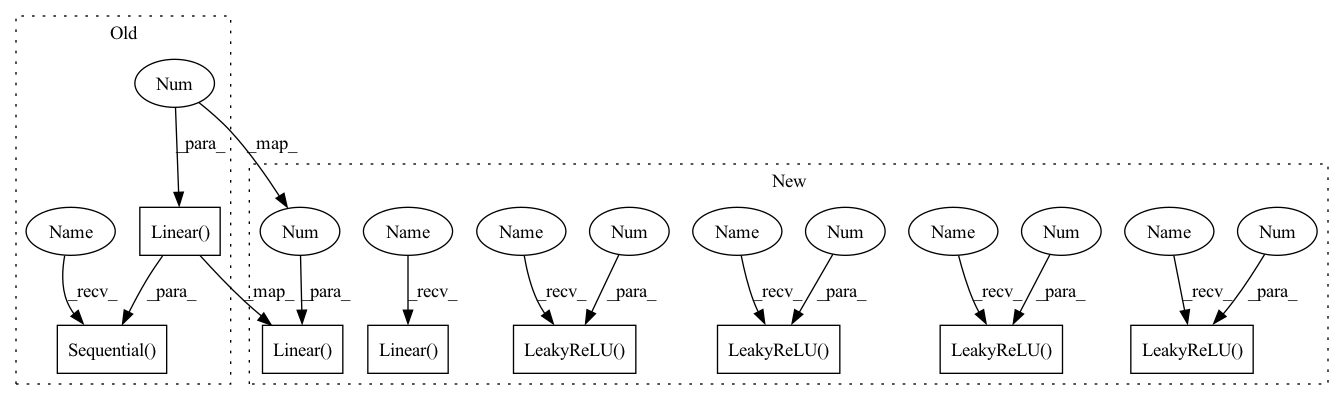 Old
Num
_para_
_map_
New
Name
Linear()
Num
Name
Name
Num
Name
Num
Name
Num
Name
Num
_recv_
_para_
_map_
_para_
_recv_
_recv_
_para_
_recv_
_para_
_recv_
_para_
_recv_
_para_
Sequential()
Linear()
Linear()
LeakyReLU()
LeakyReLU()
LeakyReLU()
LeakyReLU()